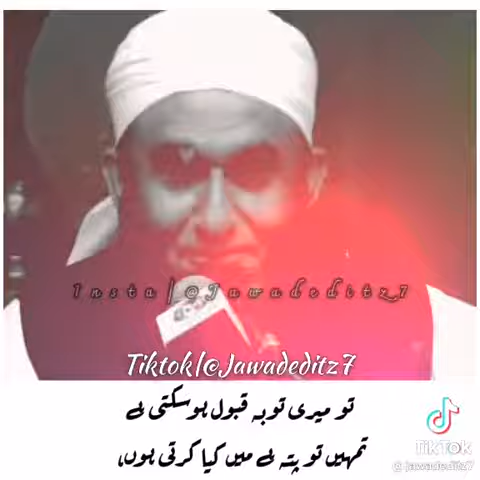 Insta|@Jawadeditz_7
Tiktok|@Jawadeditz7
تو میری توبہ قبول ہو سکتی ہے
تمہیں تو پتہ ہے میں کیا کرتی ہوں،
TikTok
@jawadeditz7